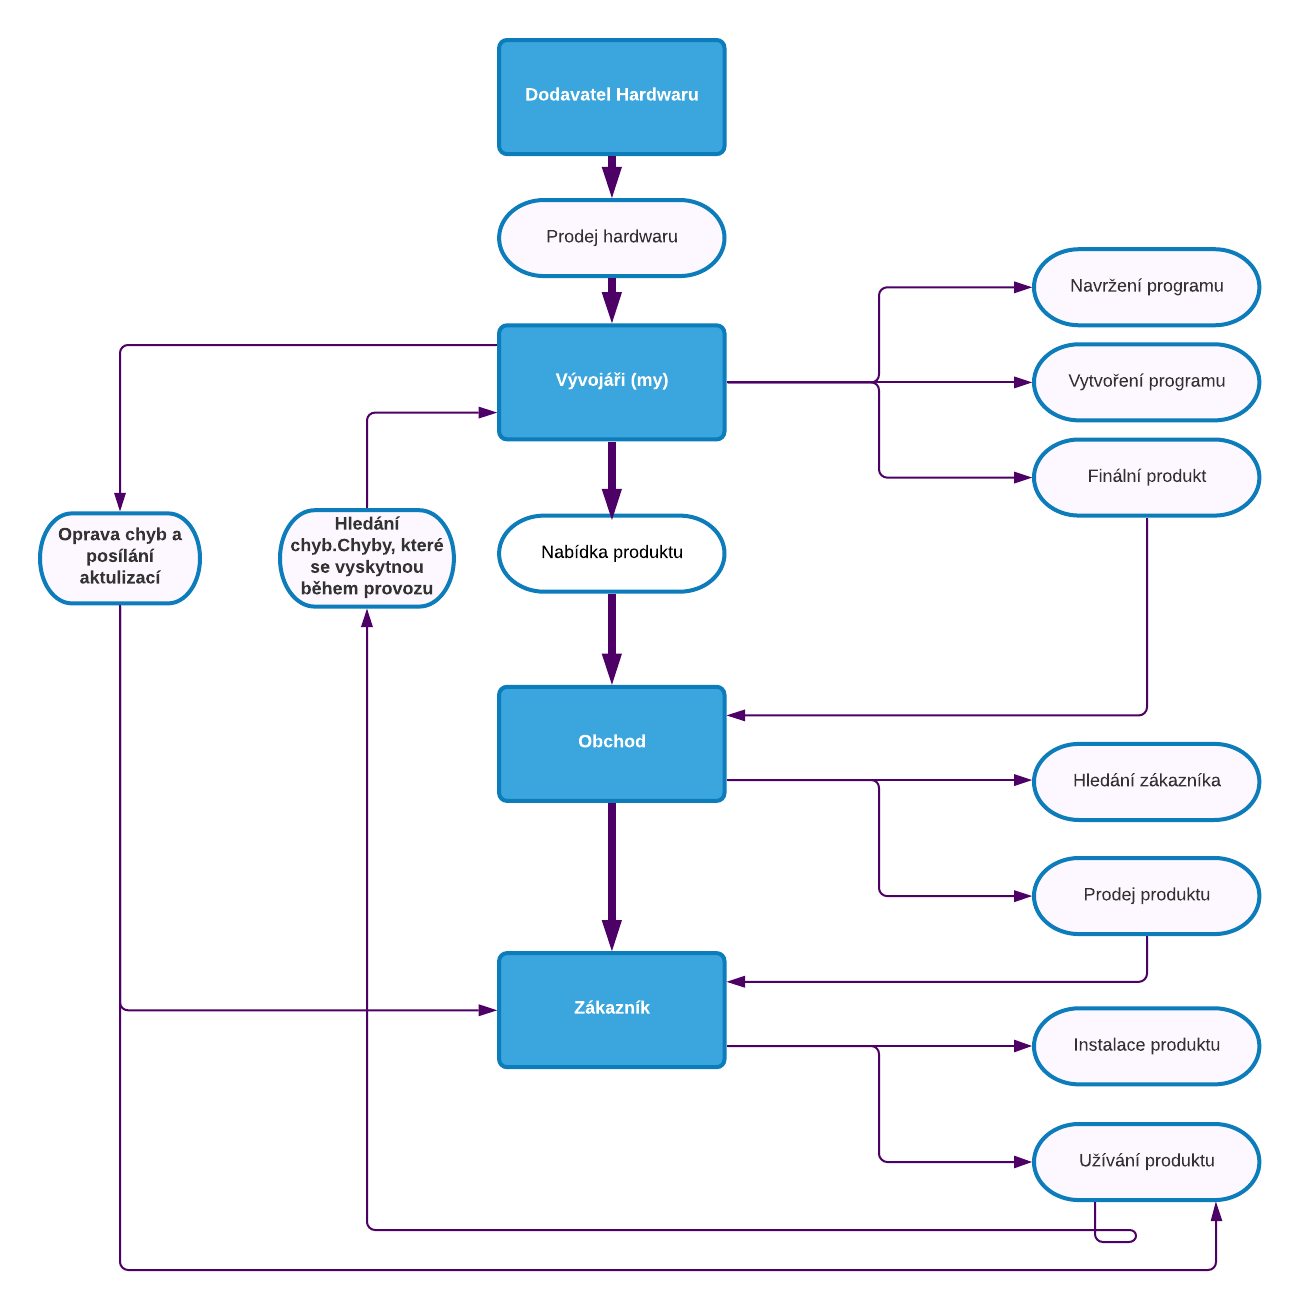 Dodavatel Hardwaru
Prodej hardwaru
Navržení programu
Vývojáři (my)
Vytvoření programu
Finální produkt
Oprava chyb a
posílání
aktulizací
Hledání
chyb.Chyby, které
se vyskytnou
během provozu
Nabídka produktu
Obchod
Hledání zákazníka
Prodej produktu
Zákazník
Instalace produktu
Užívání produktu